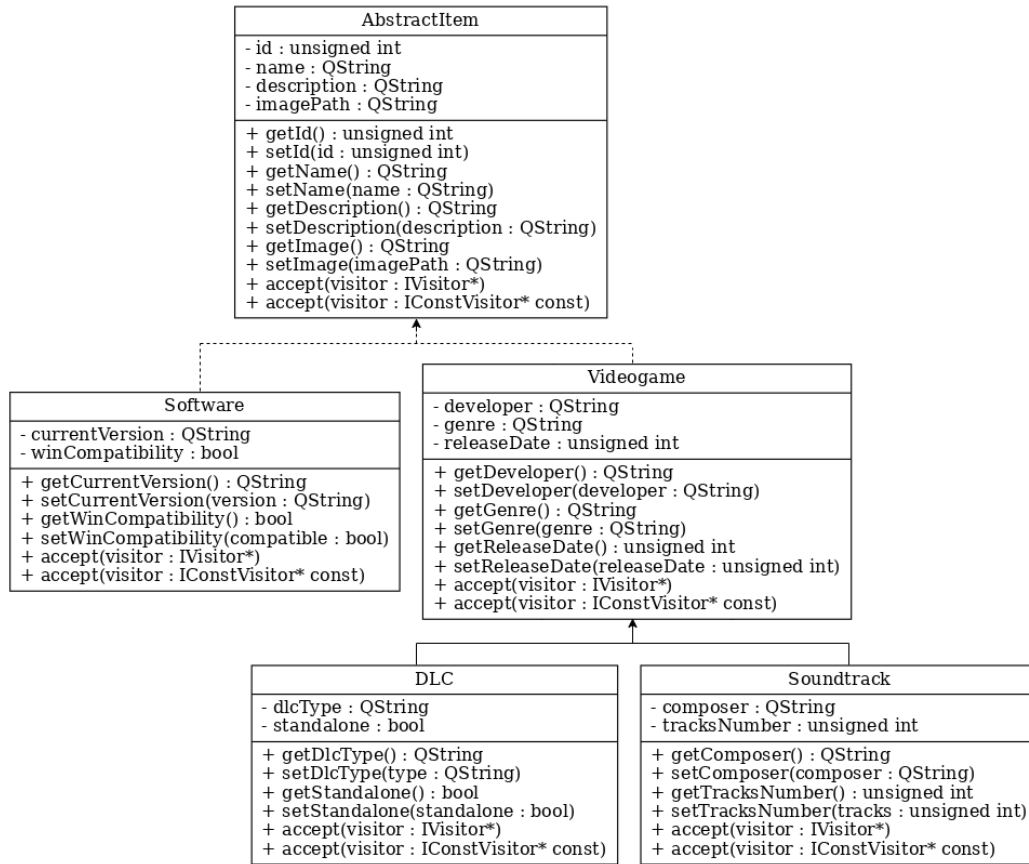 AbstractItem
- id : unsigned int
- name : QString
- description : QString
- imagePath : QString
+ getId() : unsigned int
+ setId(id : unsigned int)
+ getName() : QString
+ setName(name : QString)
+ getDescription() : QString
+ setDescription(description : QString)
+ getImage() : QString
+ setImage(imagePath : QString)
+ accept(visitor : IVisitor*)
+ accept(visitor : IConstVisitor* const)
Software
- currentVersion : QString
- winCompatibility : bool
+ getCurrentVersion() : QString
+ setCurrentVersion(version : QString)
+ getWinCompatibility() : bool
+ setWinCompatibility(compatible : bool)
+ accept(visitor : IVisitor*)
+ accept(visitor : IConstVisitor* const)
Videogame
- developer : QString
- genre : QString
- releaseDate : unsigned int
+ getDeveloper() : QString
+ setDeveloper(developer : QString)
+ getGenre() : QString
+ setGenre(genre : QString)
+ getReleaseDate() : unsigned int
+ setReleaseDate(releaseDate : unsigned int)
+ accept(visitor : IVisitor*)
+ accept(visitor : IConstVisitor* const)
DLC
- dlcType : QString
- standalone : bool
+ getDlcType() : QString
+ setDlcType(type : QString)
+ getStandalone() : bool
+ setStandalone(standalone : bool)
+ accept(visitor : IVisitor*)
+ accept(visitor : IConstVisitor* const)
Soundtrack
- composer : QString
- tracksNumber : unsigned int
+ getComposer() : QString
+ setComposer(composer : QString)
+ getTracksNumber() : unsigned int
+ setTracksNumber(tracks : unsigned int)
+ accept(visitor : IVisitor*)
+ accept(visitor : IConstVisitor* const)